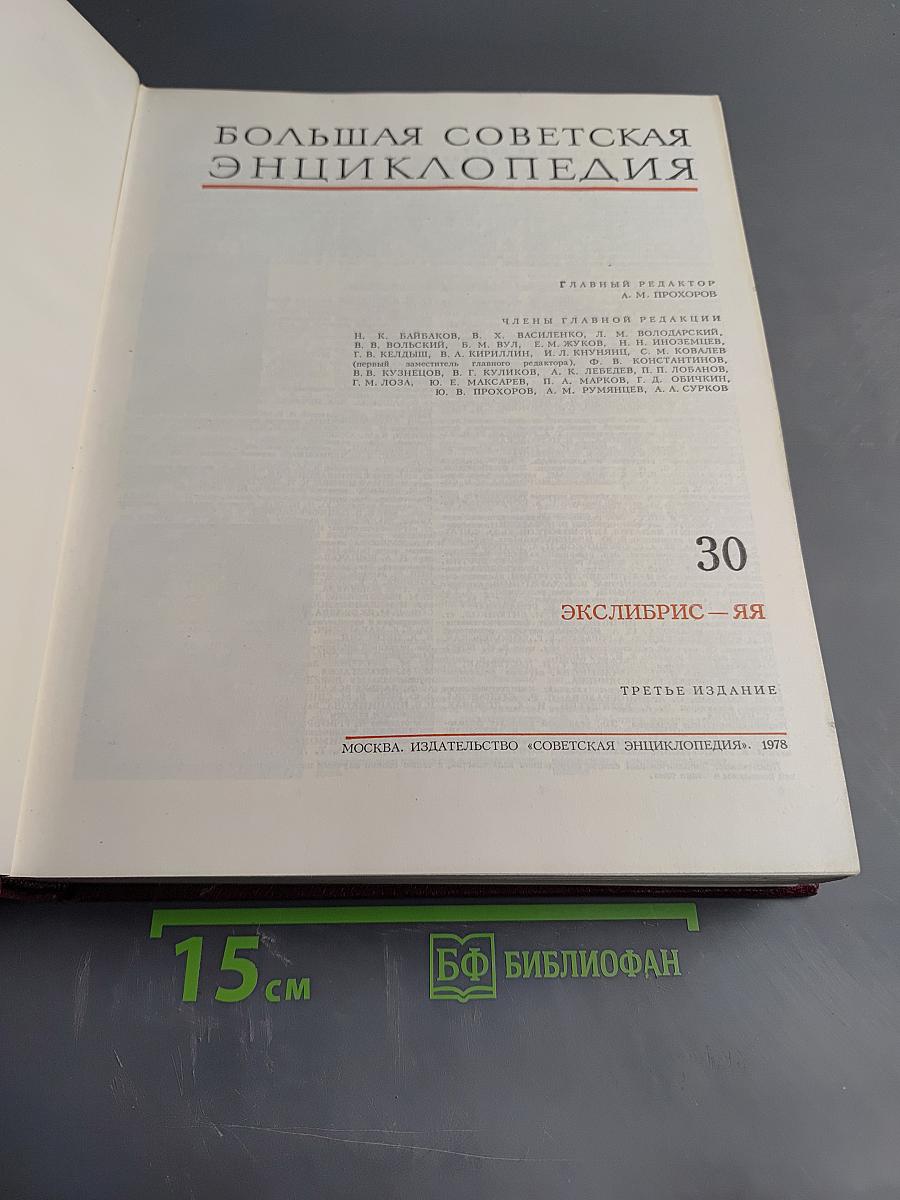 БОЛЬШАЯ СОВЕТСКАЯ
ЭНЦИКЛОПЕДИЯ
ГЛАВНЫЙ РЕДАКТОР
А. М. ПРОХОРОВ
ЧЛЕНЫ ГЛАВНОЙ РЕДАКЦИИ
Н. К. БАЙБАКОВ, В. Х. ВАСИЛЕНКО, Л. М. ВОЛОДАРСКИЙ,
В. В. ВОЛЬСКИЙ, Б. М. ВУЛ, Е. М. ЖУКОВ, Н. Н. ИНОЗЕМЦЕВ,
Г. В. КЕЛДЫШ, В. А. КИРИЛЛИН, И. Л. КНУНЯНЦ, С. М. КОВАЛЕВ
(первый заместитель главного редактора), Ф. В. КОНСТАНТИНОВ,
В. В. КУЗНЕЦОВ, В. Г. КУЛИКОВ, А. К. ЛЕБЕДЕВ, П. П. ЛОБАНОВ,
Г. М. ЛОЗА, Ю. Е. МАКСАРЕВ, П. А. МАРКОВ, Г. Д. ОБИЧКИН,
Ю. В. ПРОХОРОВ, А. М. РУМЯНЦЕВ, А. А. СУРКОВ
30
ЭКСЛИБРИС — ЯЯ
ТРЕТЬЕ ИЗДАНИЕ
МОСКВА. ИЗДАТЕЛЬСТВО «СОВЕТСКАЯ ЭНЦИКЛОПЕДИЯ». 1978
15 см
БФ БИБЛИОФАН